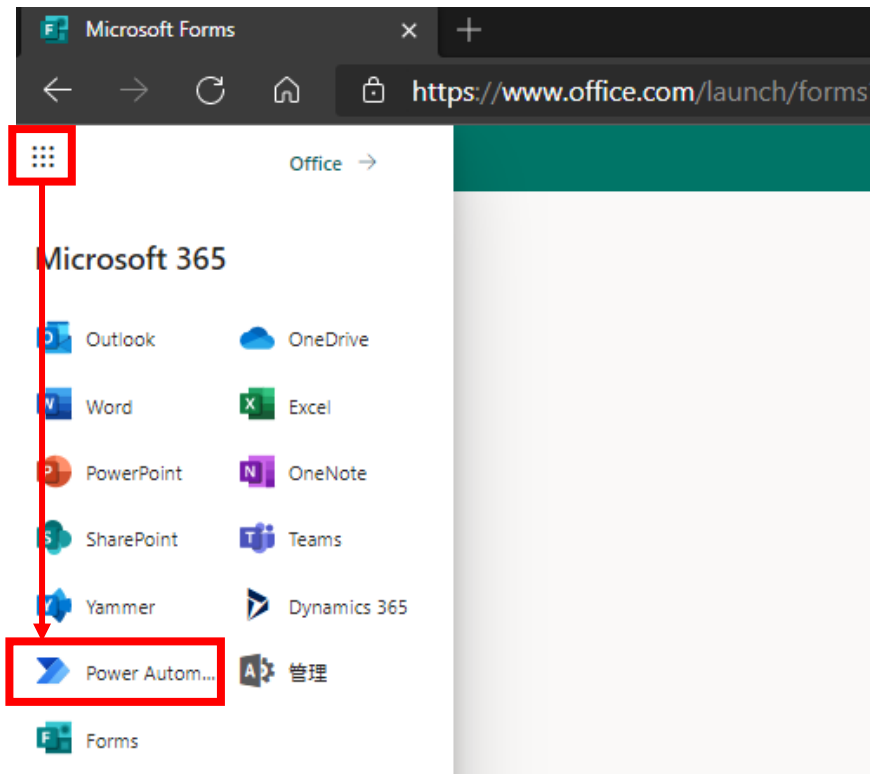 Microsoft Forms
https://www.office.com/launch/forms
Office →
Microsoft 365
Outlook
OneDrive
Word
Excel
PowerPoint
OneNote
SharePoint
Teams
Yammer
Dynamics 365
Power Autom...
管理
Forms